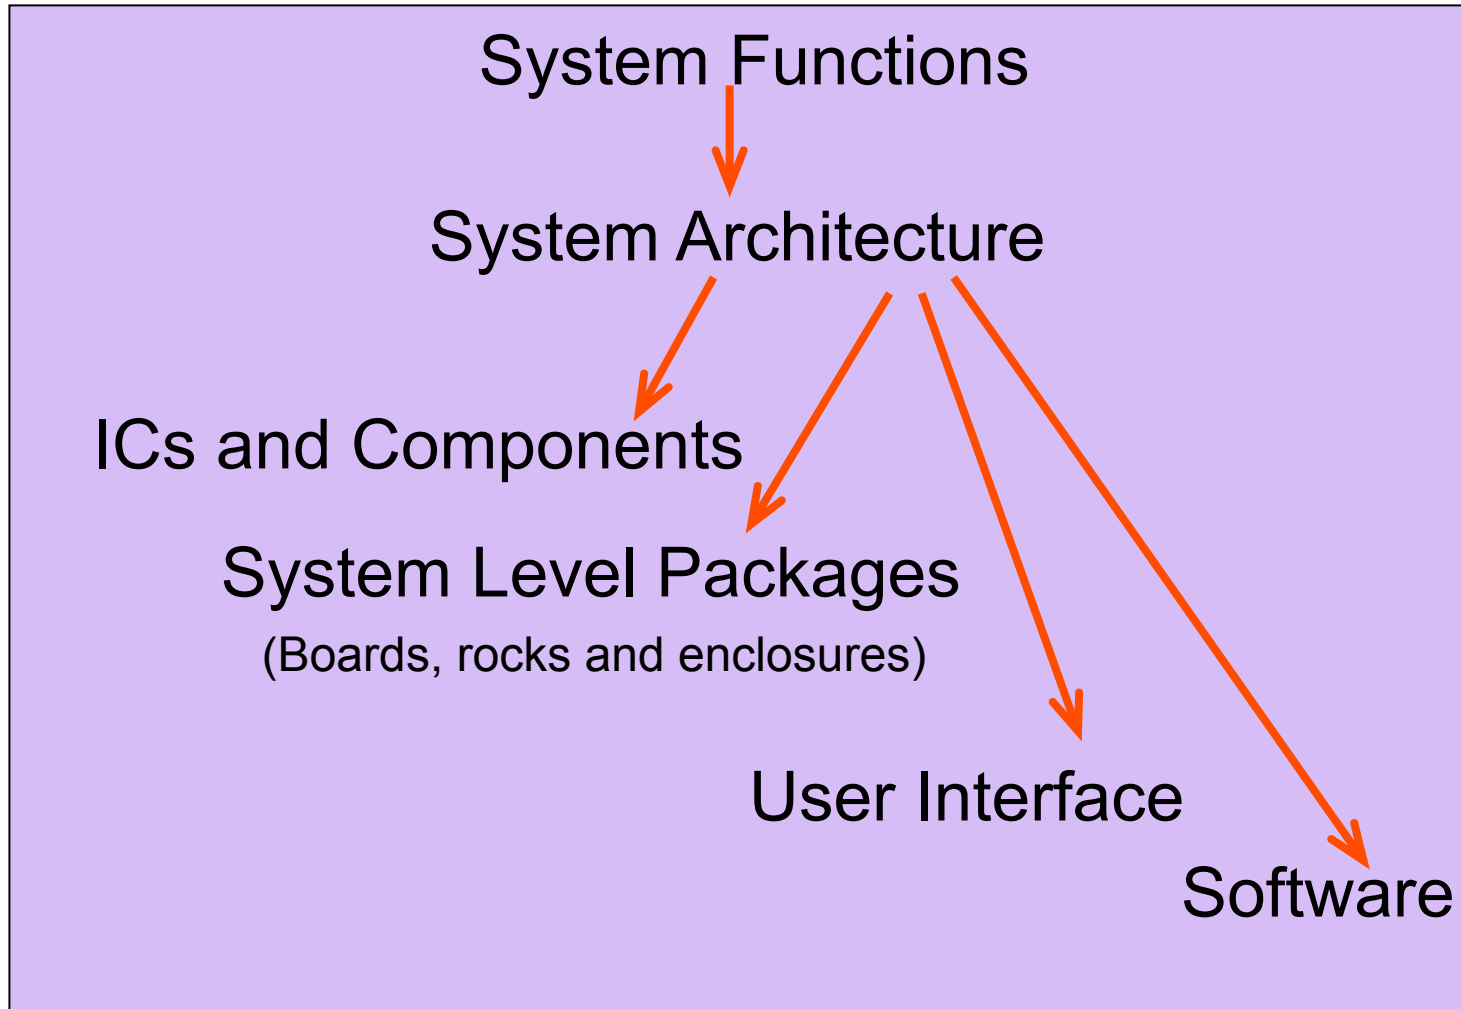 System Functions
System Architecture
ICs and Components
System Level Packages
(Boards, rocks and enclosures)
User Interface
Software